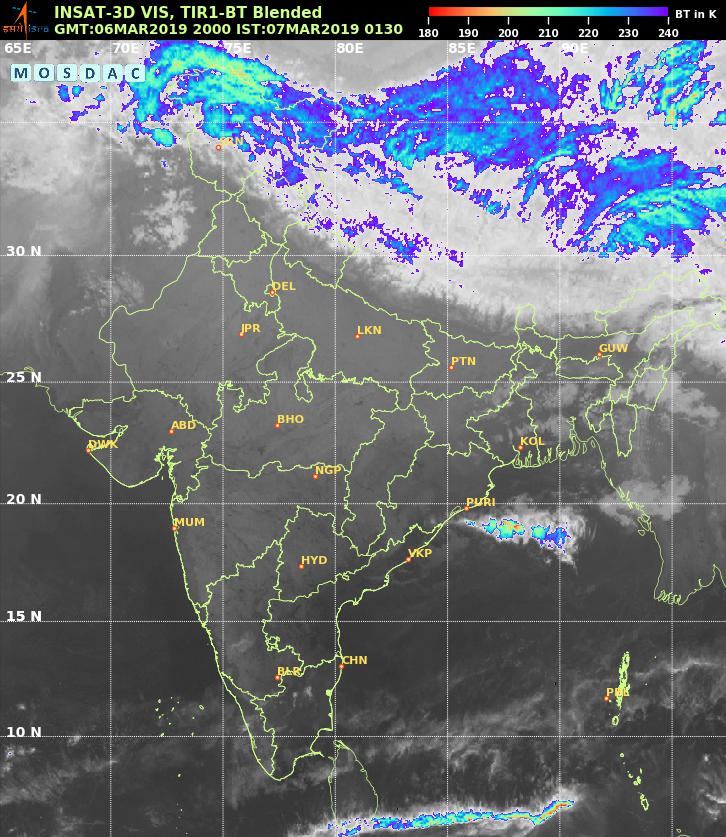 INSAT-3D VIS, TIR1-BT Blended
GMT:06MAR2019 2000 IST:07MAR2019 0130
BT in K
180 190 200 210 220 230 240
65E 70E 75E 80E 85E 90E
M O S D A C
30 N
DEL
JPR
LKN
GUW
PTN
25 N
ABD
BHO
DWK
KOL
NGP
20 N
PURI
MUM
VKP
HYD
15 N
CHN
BLR
10 N